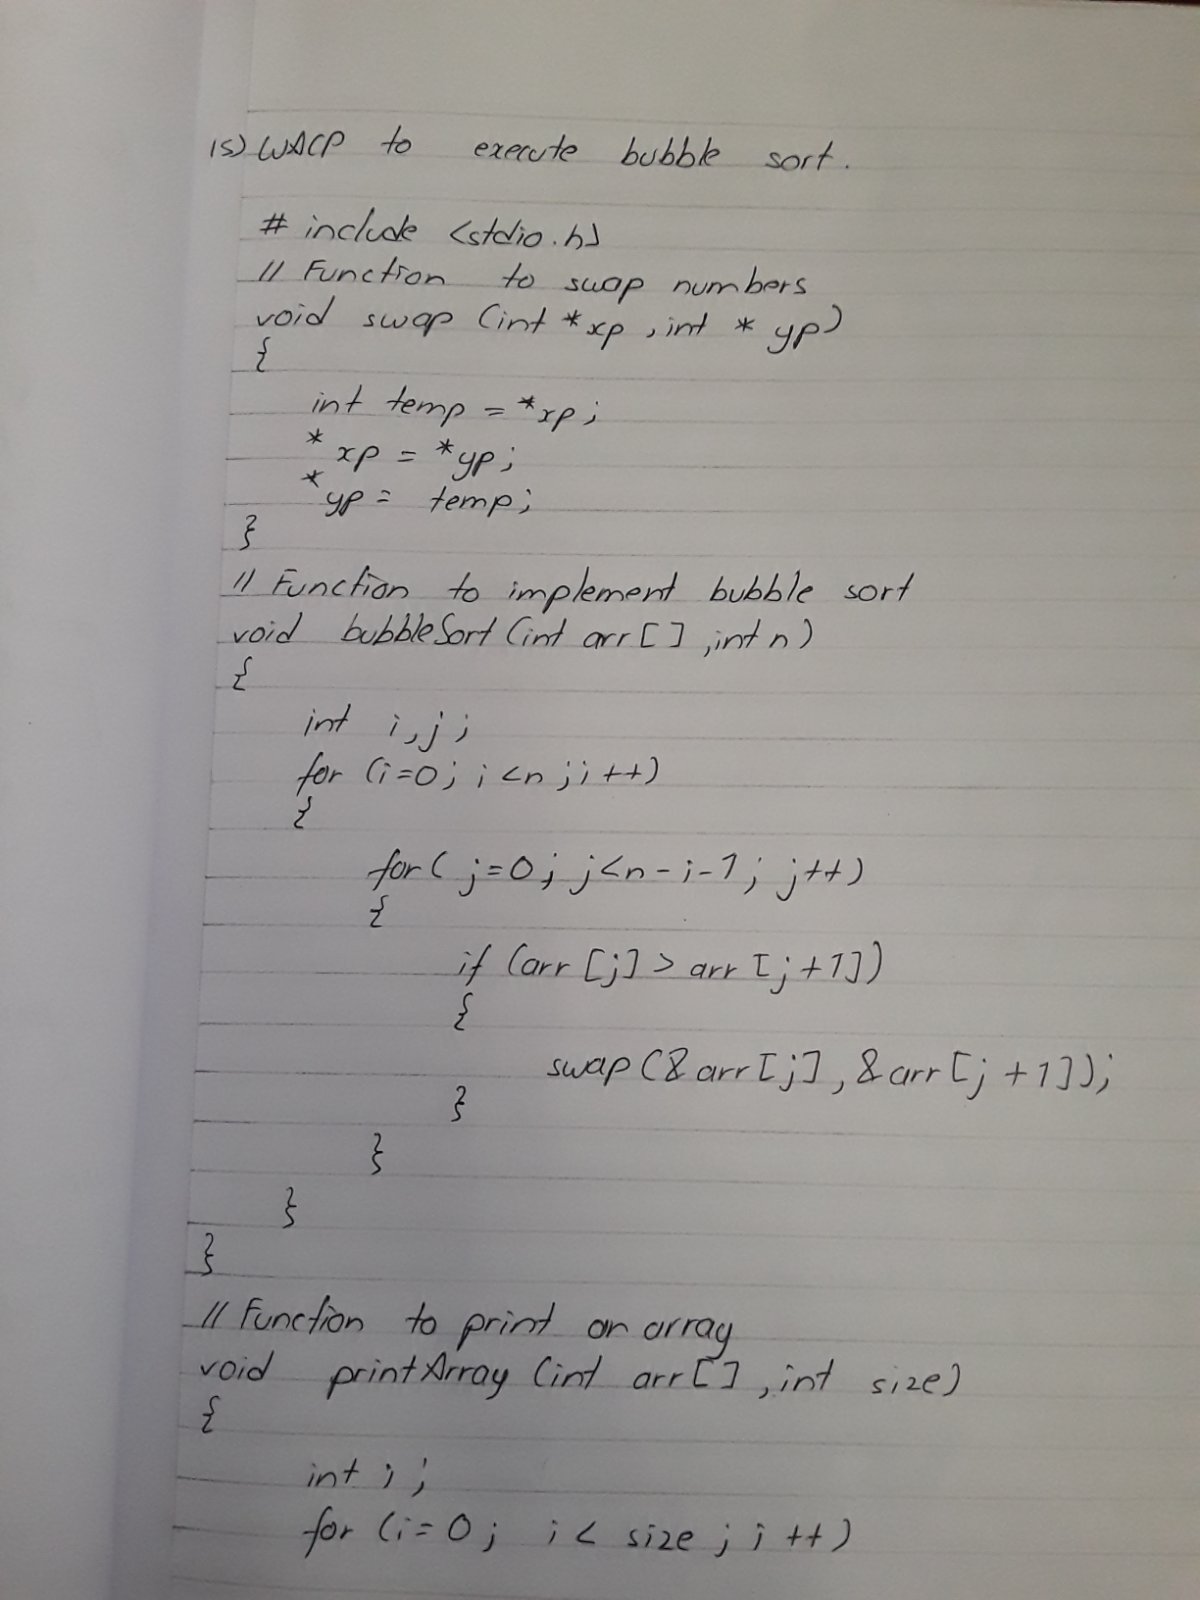 15) WACP to execute bubble sort.
# include <stdio.h>
// Function to swap numbers
void swap (int *xp , int * yp)
{
int temp = *xp;
* xp = *yp;
*yp = temp;
}
// Function to implement bubble sort
void bubbleSort (int arr[] , int n)
{
int i, j ;
for (i=0; i <n ; i ++)
{
for( j=0; j<n-i-1; j++)
{
if (arr [j] > arr [j+1])
{
swap (& arr [j] , & arr [j +1]);
}
}
}
}
// Function to print an array
void printArray (int arr [] , int size)
{
int i ;
for (i=0; i < size ; i ++)